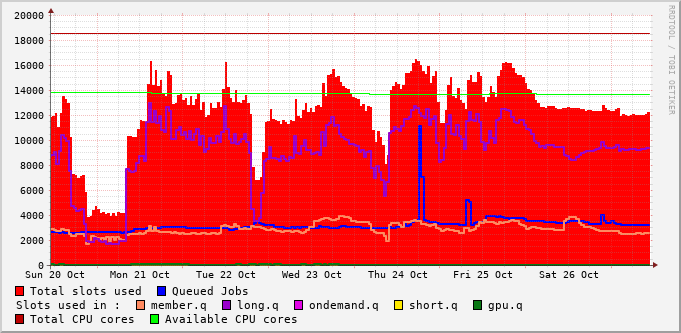 RRDTOOL / TOBI OETIKER
20000
18000
16000
14000
12000
10000
8000
6000
4000
2000
0
Sun 20 Oct Mon 21 Oct Tue 22 Oct Wed 23 Oct Thu 24 Oct Fri 25 Oct Sat 26 Oct
Total slots used Queued Jobs
Slots used in : member.q long.q ondemand.q short.q gpu.q
Total CPU cores Available CPU cores